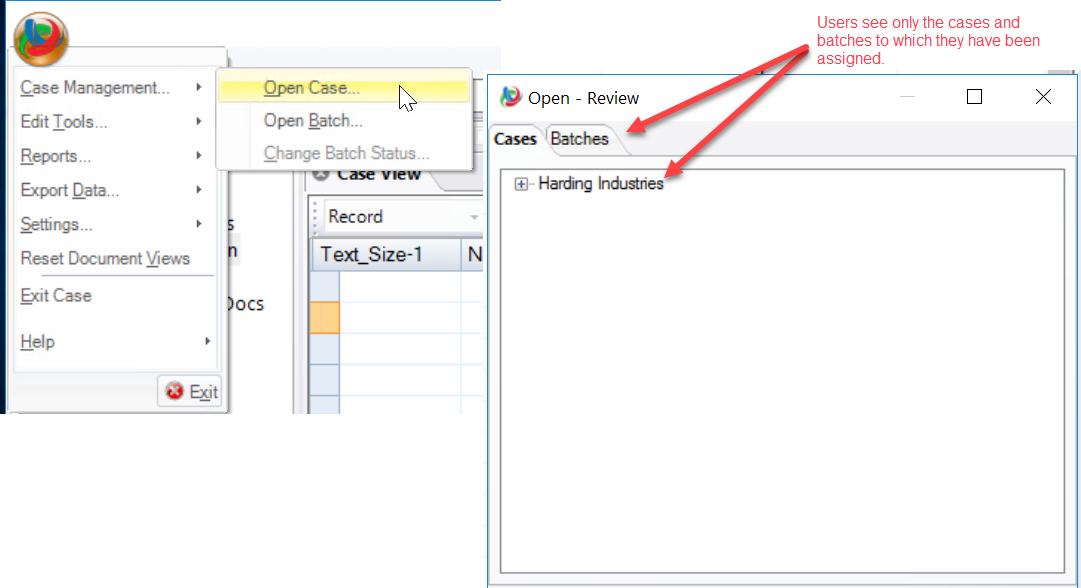 Users see only the cases and
batches to which they have been
assigned.
Case Management...
Edit Tools...
Reports...
Export Data...
Settings...
Reset Document Views
Exit Case
Help
Exit
Open Case...
Open Batch...
Change Batch Status...
Case View
Record
Text_Size-1 N
s
n
Docs
Open - Review
Cases Batches
Harding Industries